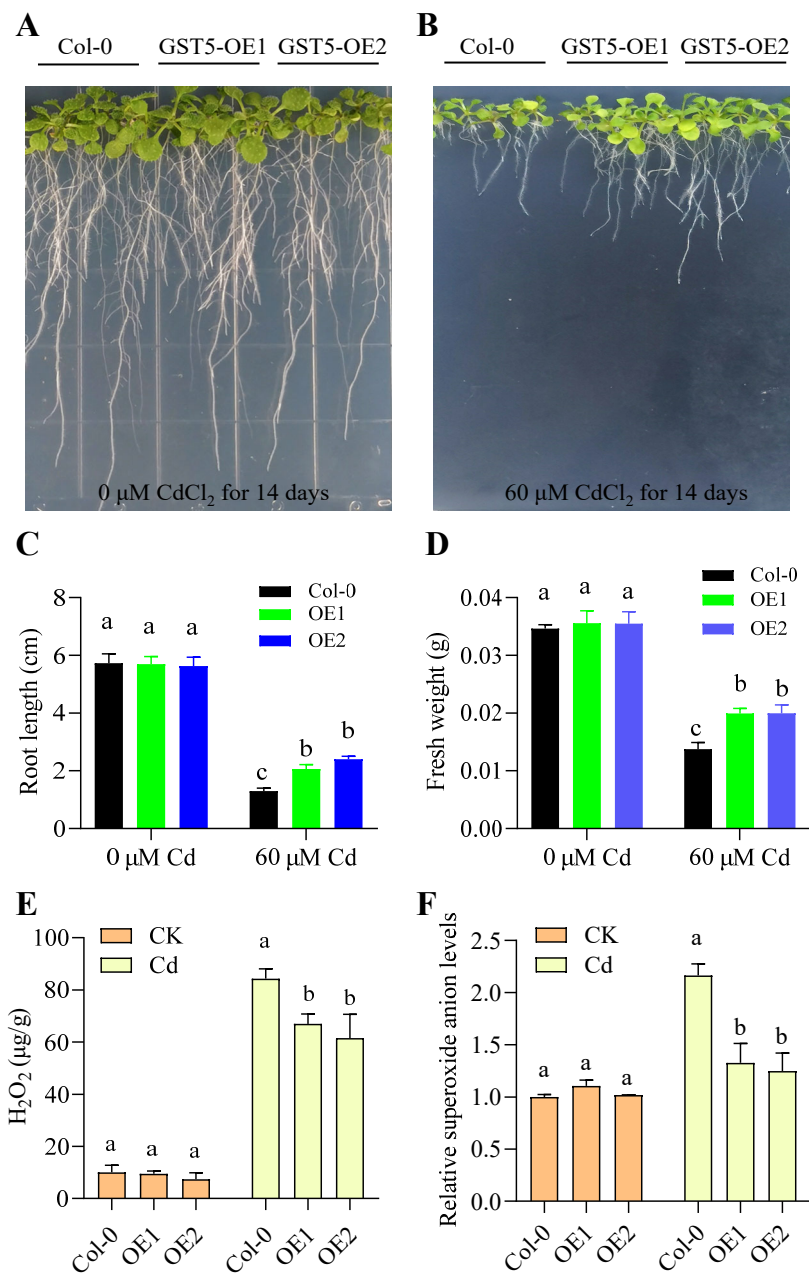 A
Col-0 GST5-OE1 GST5-OE2
0 μM CdCl₂ for 14 days
B
Col-0 GST5-OE1 GST5-OE2
60 μM CdCl₂ for 14 days
C
Root length (cm)
8
6
4
2
0
Col-0
OE1
OE2
a a a
c b b
0 μM Cd 60 μM Cd
D
Fresh weight (g)
0.04
0.03
0.02
0.01
0.00
Col-0
OE1
OE2
a a a
c b b
0 μM Cd 60 μM Cd
E
H₂O₂ (μg/g)
100
80
60
40
20
0
CK
Cd
a a a
a b b
Col-0 OE1 OE2 Col-0 OE1 OE2
F
Relative superoxide anion levels
2.5
2.0
1.5
1.0
0.5
0.0
CK
Cd
a a a
a b b
Col-0 OE1 OE2 Col-0 OE1 OE2